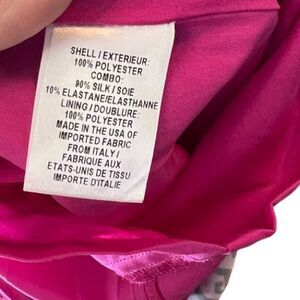 SHELL / EXTERIEUR:
100% POLYESTER
COMBO:
90% SILK / SOIE
10% ELASTANE/ELASTHANNE
LINING / DOUBLURE:
100% POLYESTER
MADE IN THE USA OF
IMPORTED FABRIC
FROM ITALY /
FABRIQUE AUX
ETATS-UNIS DE TISSU
IMPORTE D'ITALIE